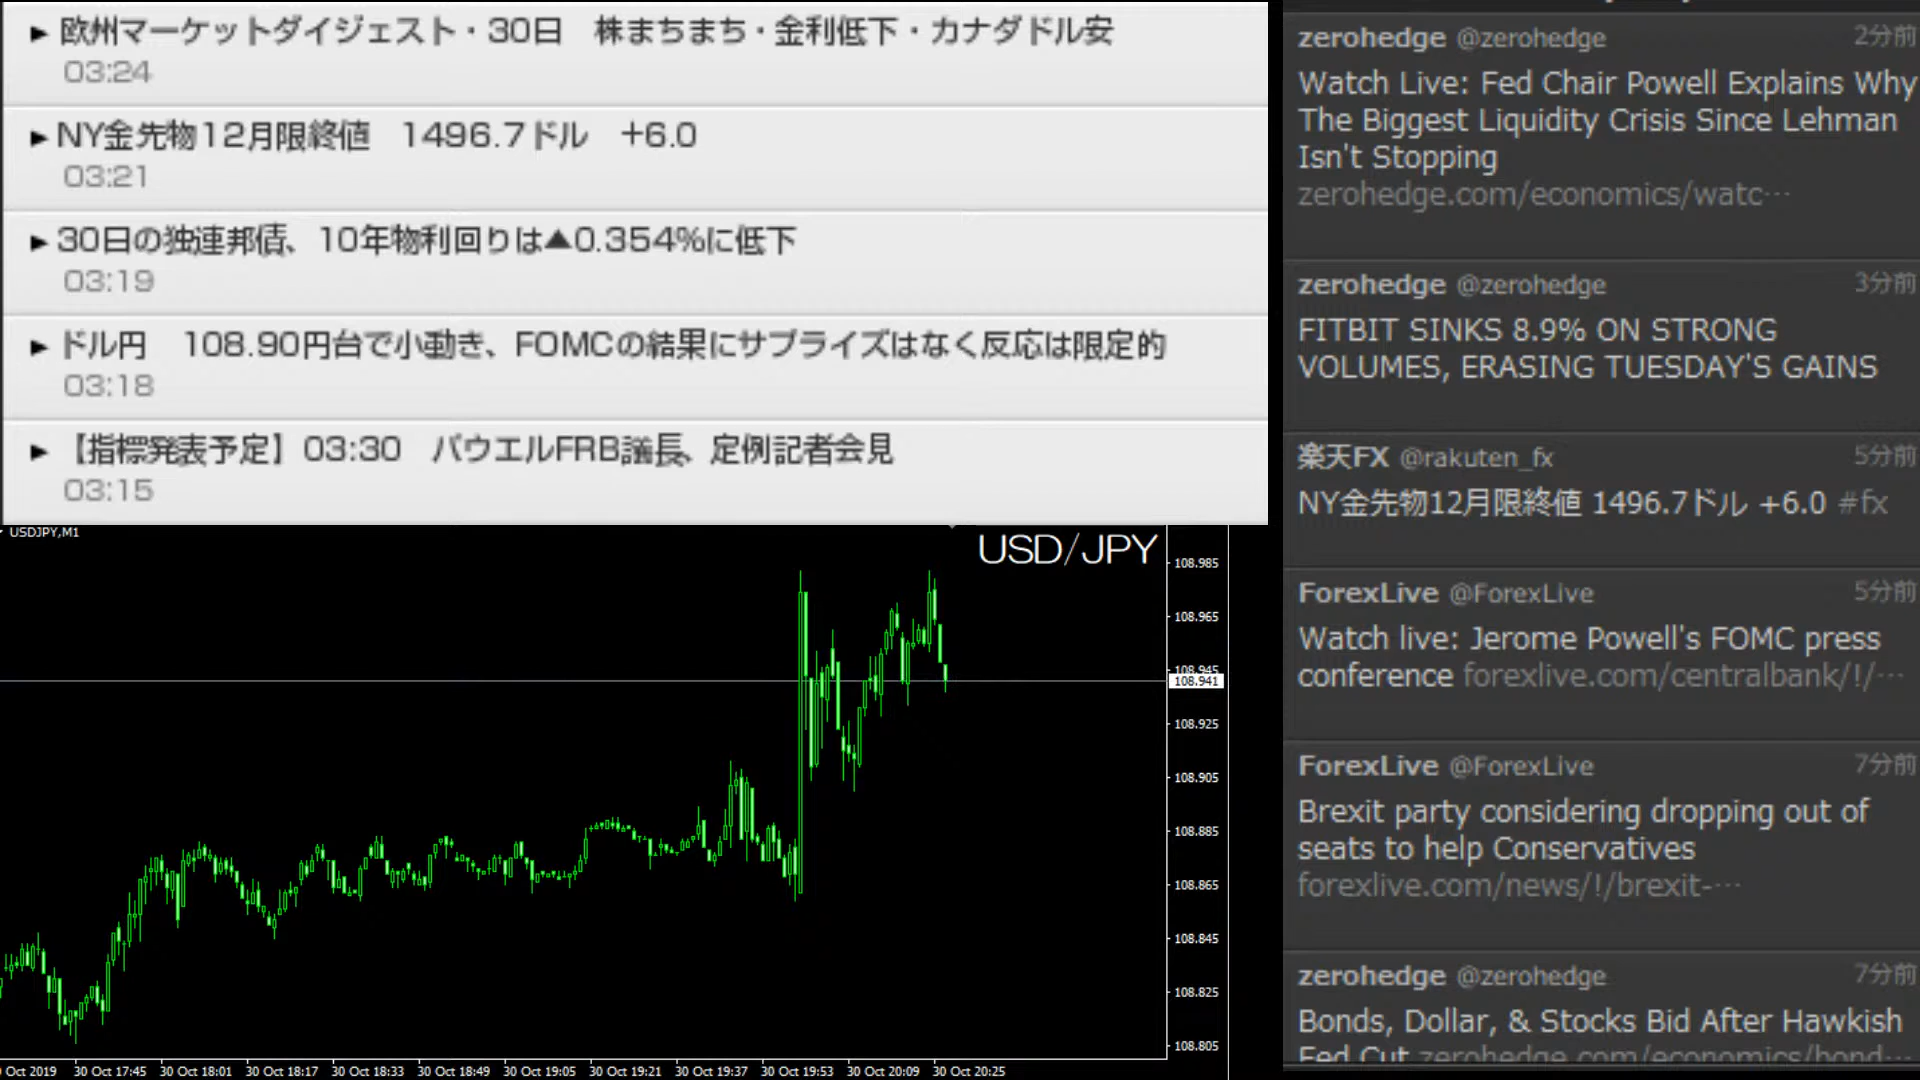 ▶欧州マーケットダイジェスト・30日 株まちまち・金利低下・カナダドル安
03:24
▶NY金先物12月限終値 1496.7ドル +6.0
03:21
▶30日の独連邦債、10年物利回りは▲0.354%に低下
03:19
▶ドル円 108.90円台で小動き、FOMCの結果にサプライズはなく反応は限定的
03:18
▶【指標発表予定】03:30 パウエルFRB議長、定例記者会見
03:15
USDJPY,M1
USD/JPY
108.985
108.965
108.945
108.941
108.925
108.905
108.885
108.865
108.845
108.825
108.805
Oct 2019 30 Oct 17:45 30 Oct 18:01 30 Oct 18:17 30 Oct 18:33 30 Oct 18:49 30 Oct 19:05 30 Oct 19:21 30 Oct 19:37 30 Oct 19:53 30 Oct 20:09 30 Oct 20:25
zerohedge @zerohedge 2分前
Watch Live: Fed Chair Powell Explains Why
The Biggest Liquidity Crisis Since Lehman
Isn't Stopping
zerohedge.com/economics/watc…
zerohedge @zerohedge 3分前
FITBIT SINKS 8.9% ON STRONG
VOLUMES, ERASING TUESDAY'S GAINS
楽天FX @rakuten_fx 5分前
NY金先物12月限終値 1496.7ドル +6.0 #fx
ForexLive @ForexLive 5分前
Watch live: Jerome Powell's FOMC press
conference forexlive.com/centralbank/!/…
ForexLive @ForexLive 7分前
Brexit party considering dropping out of
seats to help Conservatives
forexlive.com/news/!/brexit-…
zerohedge @zerohedge 7分前
Bonds, Dollar, & Stocks Bid After Hawkish
Fed Cut zerohedge.com/economics/bond…